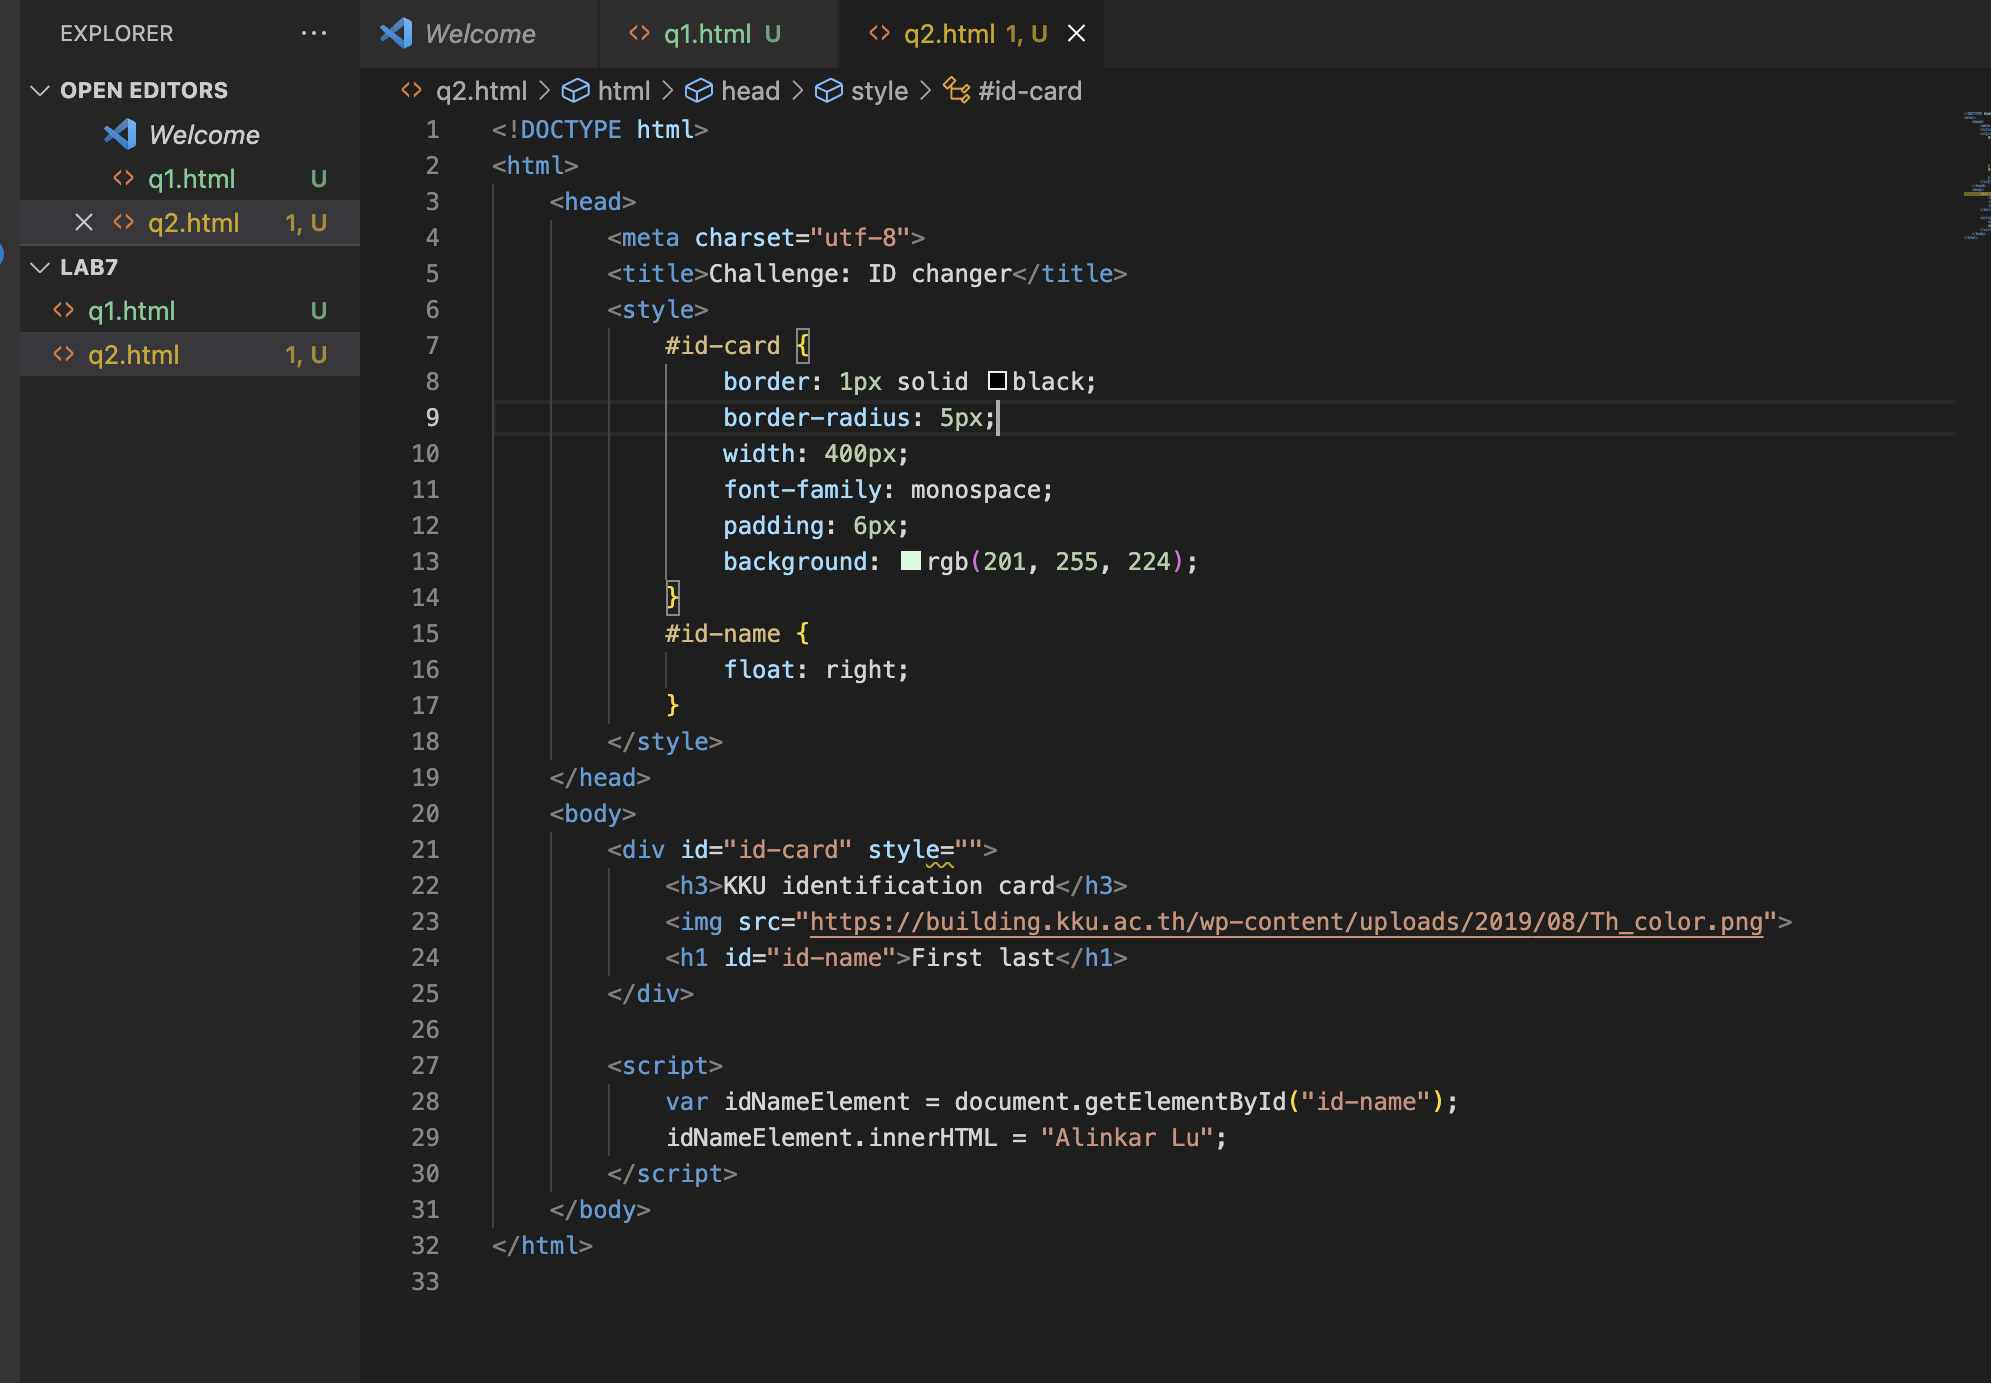 EXPLORER ···
OPEN EDITORS
Welcome
q1.html U
q2.html 1, U
LAB7
q1.html U
q2.html 1, U
Welcome
q1.html U
q2.html 1, U
q2.html > html > head > style > #id-card
1 <!DOCTYPE html>
2 <html>
3 <head>
4 <meta charset="utf-8">
5 <title>Challenge: ID changer</title>
6 <style>
7 #id-card {
8 border: 1px solid black;
9 border-radius: 5px;
10 width: 400px;
11 font-family: monospace;
12 padding: 6px;
13 background: rgb(201, 255, 224);
14 }
15 #id-name {
16 float: right;
17 }
18 </style>
19 </head>
20 <body>
21 <div id="id-card" style="">
22 <h3>KKU identification card</h3>
23 <img src="https://building.kku.ac.th/wp-content/uploads/2019/08/Th_color.png">
24 <h1 id="id-name">First last</h1>
25 </div>
26
27 <script>
28 var idNameElement = document.getElementById("id-name");
29 idNameElement.innerHTML = "Alinkar Lu";
30 </script>
31 </body>
32 </html>
33